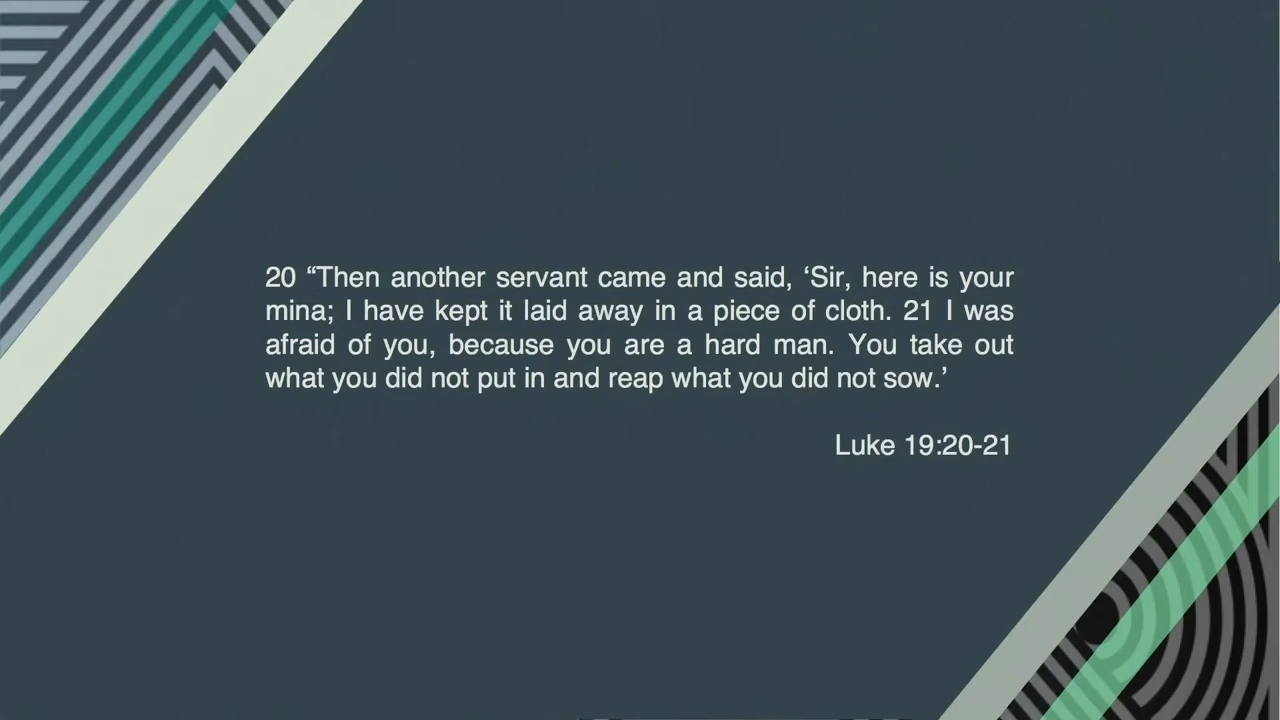 20 “Then another servant came and said, ‘Sir, here is your
mina; I have kept it laid away in a piece of cloth. 21 I was
afraid of you, because you are a hard man. You take out
what you did not put in and reap what you did not sow.’
Luke 19:20-21